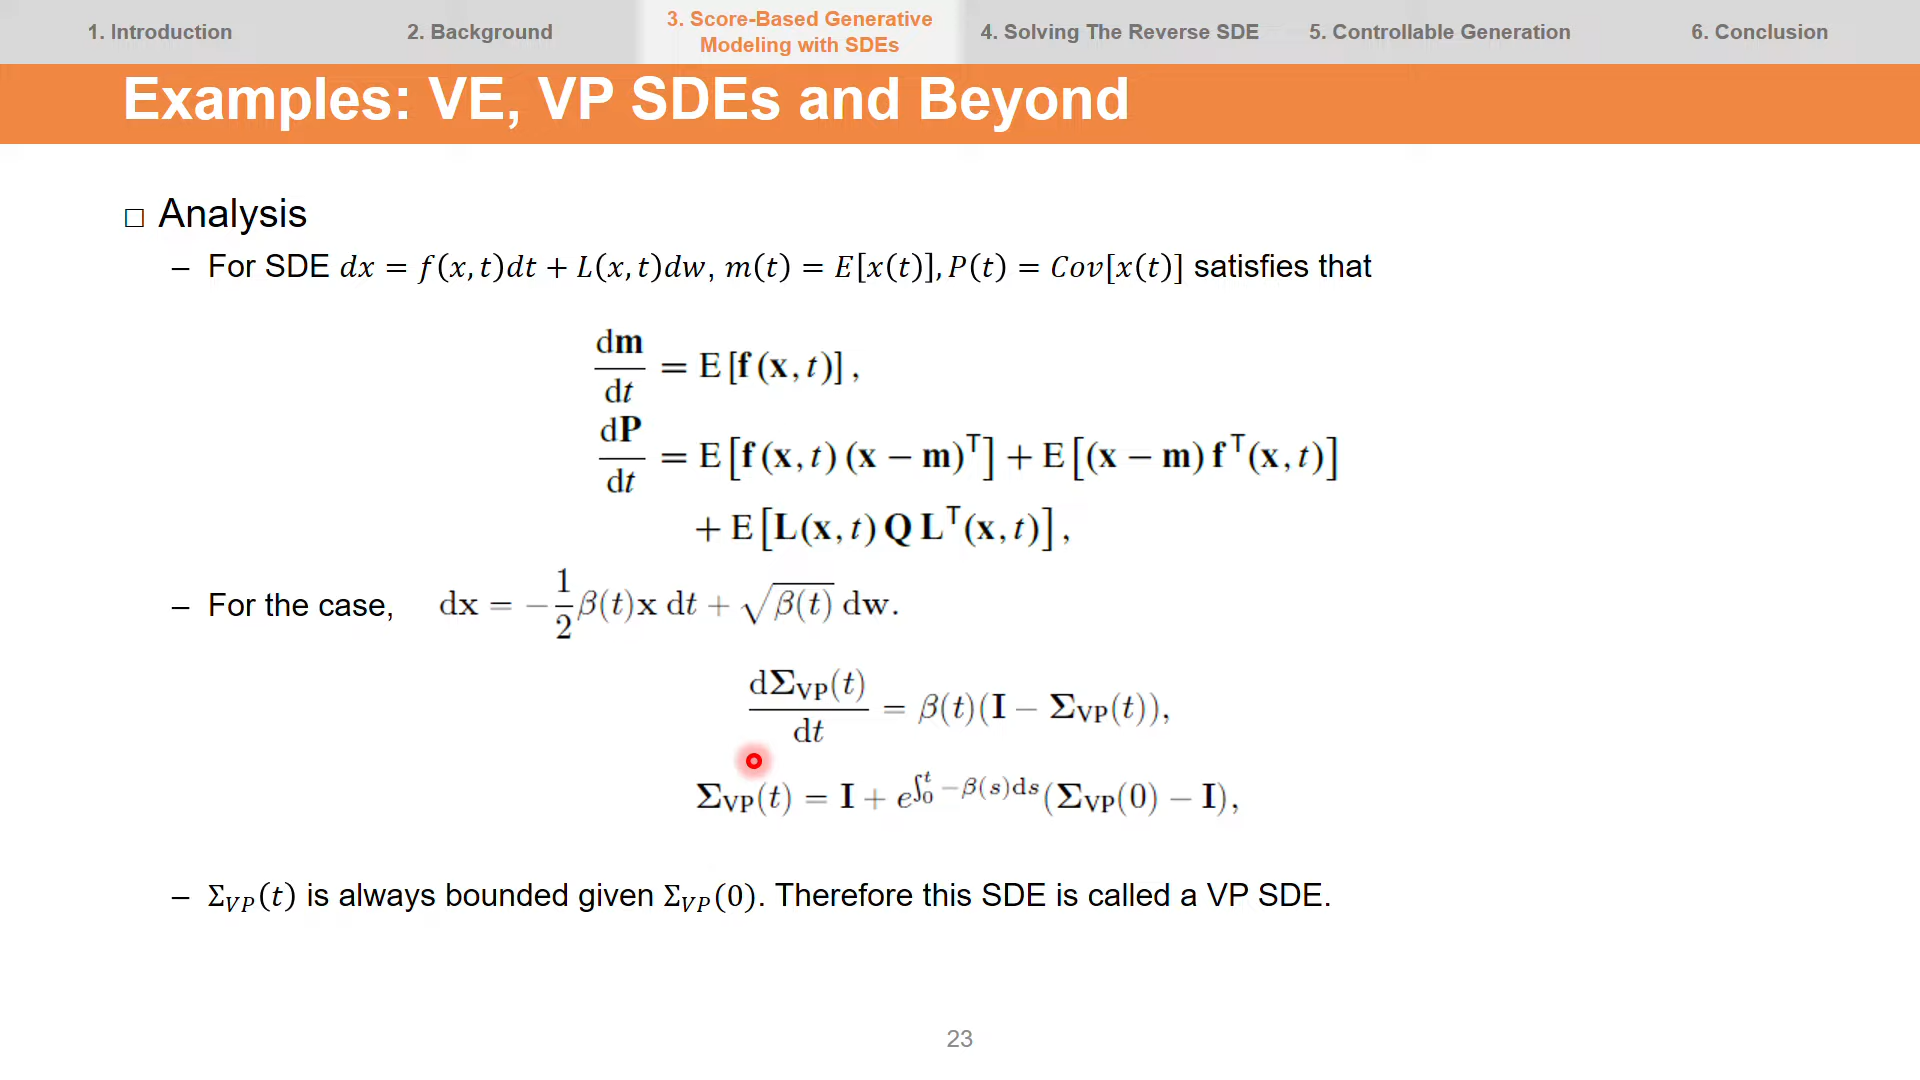 1. Introduction
2. Background
3. Score-Based Generative
Modeling with SDEs
4. Solving The Reverse SDE
5. Controllable Generation
6. Conclusion
Examples: VE, VP SDEs and Beyond
□ Analysis
– For SDE dx = f(x, t)dt + L(x, t)dw, m(t) = E[x(t)], P(t) = Cov[x(t)] satisfies that
dm/dt = E[f(x, t)],
dP/dt = E[f(x, t)(x − m)ᵀ] + E[(x − m) fᵀ(x, t)]
+ E[L(x, t) Q Lᵀ(x, t)],
– For the case, dx = −1/2 β(t)x dt + √β(t) dw.
dΣ_VP(t)/dt = β(t)(I − Σ_VP(t)),
Σ_VP(t) = I + e^{∫₀ᵗ −β(s)ds}(Σ_VP(0) − I),
– Σ_VP(t) is always bounded given Σ_VP(0). Therefore this SDE is called a VP SDE.
23